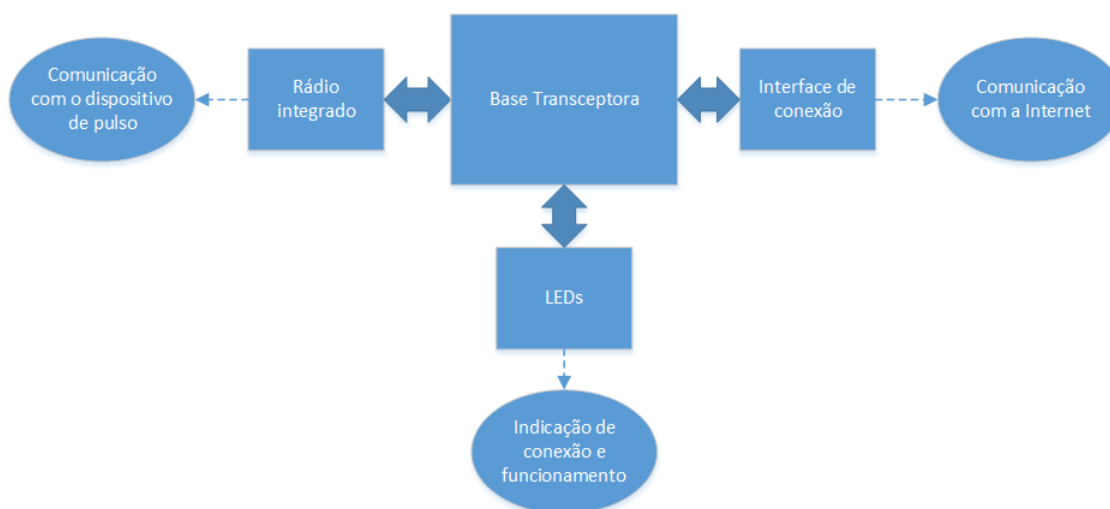 Comunicação
com o dispositivo
de pulso
Rádio
integrado
Base Transceptora
Interface de
conexão
Comunicação
com a Internet
LEDs
Indicação de
conexão e
funcionamento